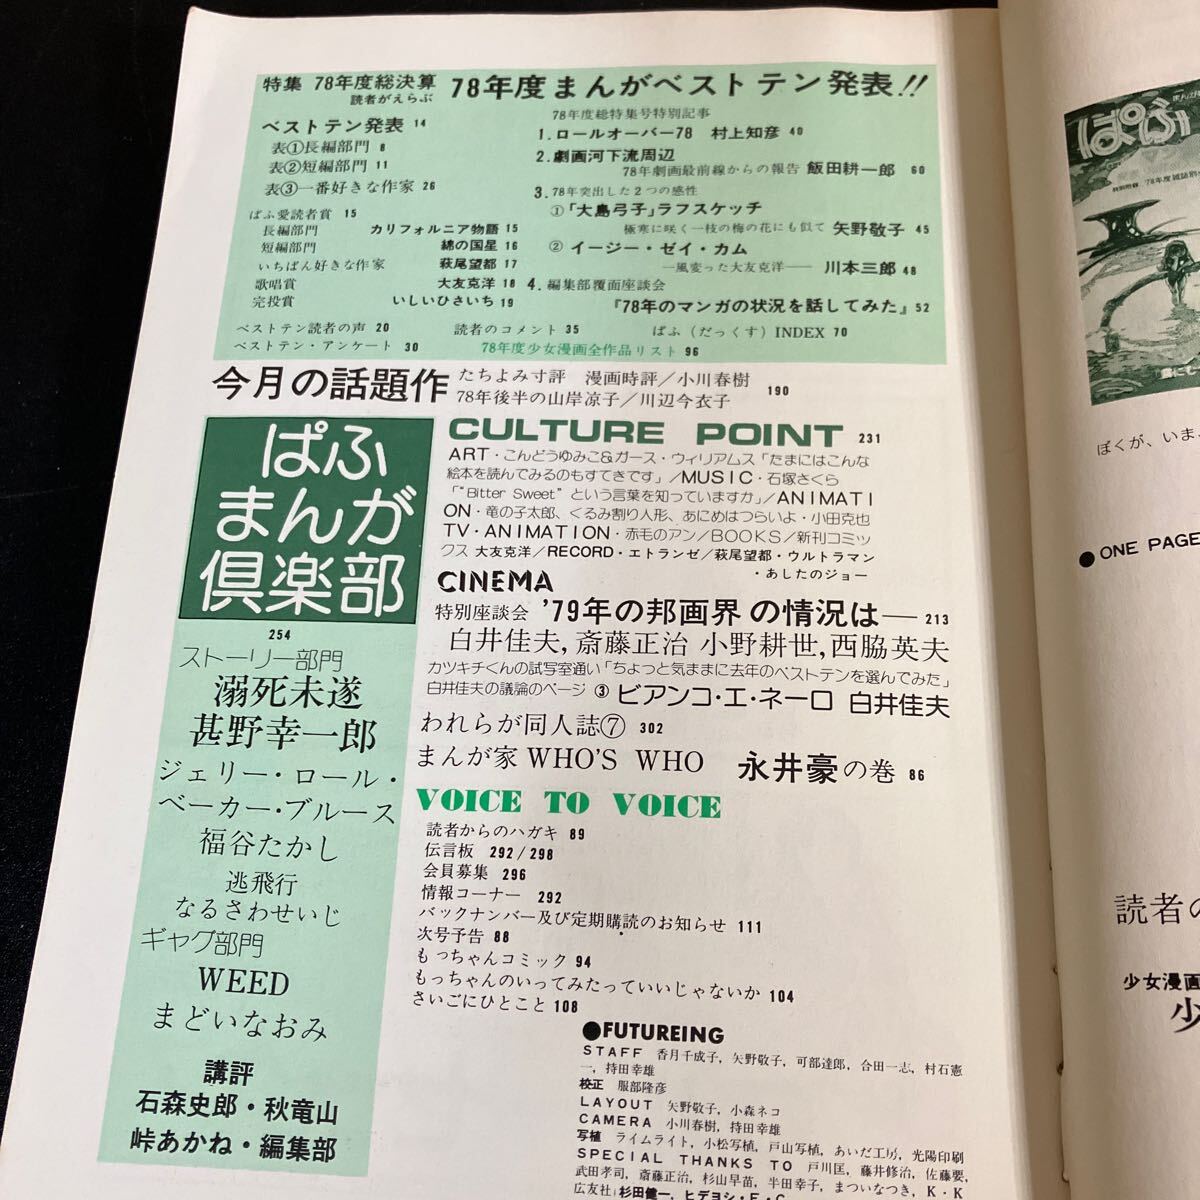 特集 78年度総決算
読者がえらぶ
78年度まんがベストテン発表!!
ベストテン発表 14
表①長編部門 8
表②短編部門 11
表③一番好きな作家 26
ぱふ愛読者賞 15
長編部門 カリフォルニア物語 15
短編部門 綿の国星 16
いちばん好きな作家 萩尾望都 17
歌唱賞 大友克洋 18
完投賞 いしいひさいち 19
78年度総特集号特別記事
1. ロールオーバー78 村上知彦 40
2. 劇画河下流周辺
78年劇画最前線からの報告 飯田耕一郎 60
3. 78年突出した2つの感性
①「大島弓子」ラフスケッチ
極寒に咲く一枝の梅の花にも似て 矢野敬子 45
② イージー・ゼイ・カム
―風変った大友克洋― 川本三郎 48
4. 編集部覆面座談会
『78年のマンガの状況を話してみた』52
ベストテン読者の声 20
読者のコメント 35
ぱふ（だっくす）INDEX 70
ベストテン・アンケート 30
78年度少女漫画全作品リスト 96
今月の話題作
たちよみ寸評 漫画時評／小川春樹
78年後半の山岸凉子／川辺今衣子
190
ぱふ
まんが
倶楽部
254
ストーリー部門
溺死未遂
甚野幸一郎
ジェリー・ロール・
ベーカー・ブルース
福谷たかし
逃飛行
なるさわせいじ
ギャグ部門
WEED
まどいなおみ
講評
石森史郎・秋竜山
峠あかね・編集部
CULTURE POINT 231
ART・こんどうゆみこ&ガース・ウィリアムス「たまにはこんな
絵本を読んでみるのもすてきです」／MUSIC・石塚さくら
「"Bitter Sweet"という言葉を知っていますか」／ANIMATI
ON・竜の子太郎、くるみ割り人形、あにめはつらいよ・小田克也
TV・ANIMATION・赤毛のアン／BOOKS／新刊コミッ
クス 大友克洋／RECORD・エトランゼ／萩尾望都・ウルトラマン
・あしたのジョー
CINEMA
特別座談会 '79年の邦画界の情況は― 213
白井佳夫,斎藤正治 小野耕世,西脇英夫
カツキチくんの試写室通い「ちょっと気ままに去年のベストテンを選んでみた」
白井佳夫の議論のページ ③ ビアンコ・エ・ネーロ 白井佳夫
われらが同人誌⑦ 302
まんが家 WHO'S WHO 永井豪の巻 86
VOICE TO VOICE
読者からのハガキ 89
伝言板 292/298
会員募集 296
情報コーナー 292
バックナンバー及び定期購読のお知らせ 111
次号予告 88
もっちゃんコミック 94
もっちゃんのいってみたっていいじゃないか 104
さいごにひとこと 108
●FUTUREING
STAFF 香月千成子, 矢野敬子, 可部達郎, 合田一志, 村石憲
一, 持田幸雄
校正 服部隆彦
LAYOUT 矢野敬子, 小森ネコ
CAMERA 小川春樹, 持田幸雄
写植 ライムライト, 小松写植, 戸山写植, あいだ工房, 光陽印刷
SPECIAL THANKS TO 戸川匡, 藤井修治, 佐藤要,
武田孝司, 斎藤正治, 杉山早苗, 半田幸子, まついなつき, K・K
広友社 杉田健一, ヒデヨシ・F・C
ぱふ
ぼくが、いま、
●ONE PAGE
読者の
少女漫画
少